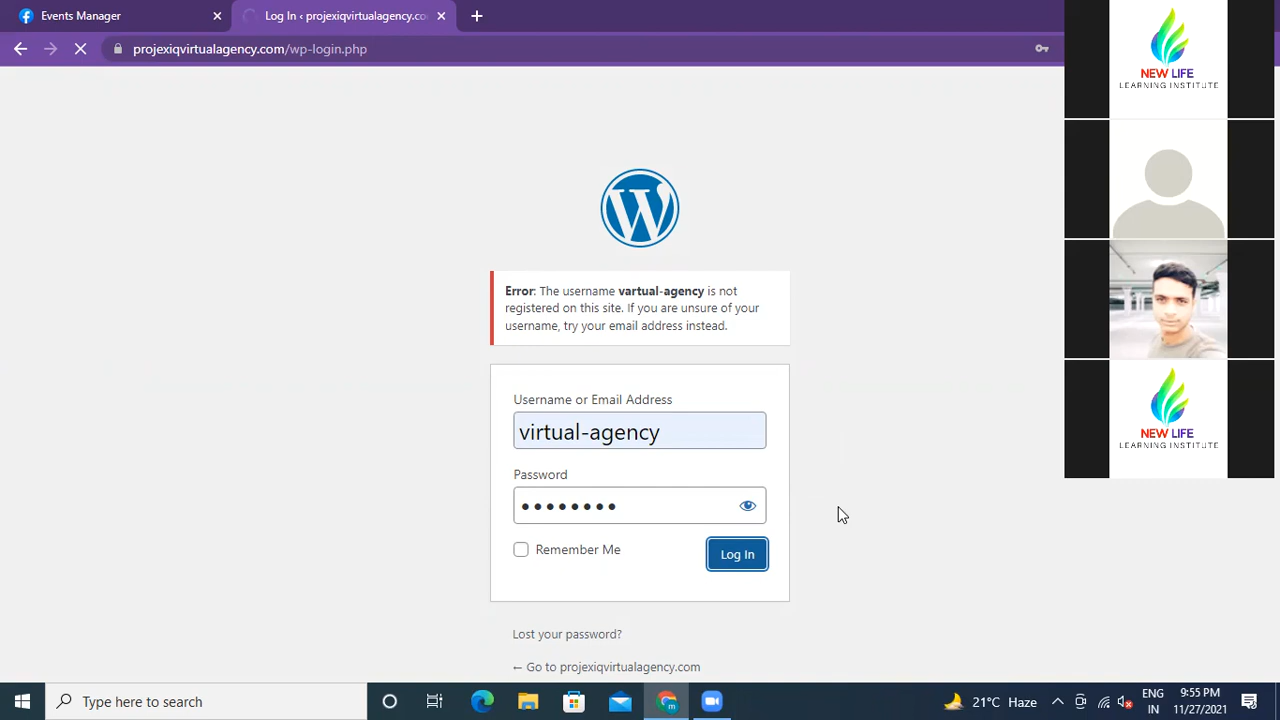 Events Manager
Log In ‹ projexiqvirtualagency.co
projexiqvirtualagency.com/wp-login.php
Error: The username vartual-agency is not
registered on this site. If you are unsure of your
username, try your email address instead.
Username or Email Address
virtual-agency
Password
Remember Me
Log In
Lost your password?
← Go to projexiqvirtualagency.com
NEW LIFE
LEARNING INSTITUTE
NEW LIFE
LEARNING INSTITUTE
Type here to search
21°C Haze
ENG
IN
9:55 PM
11/27/2021